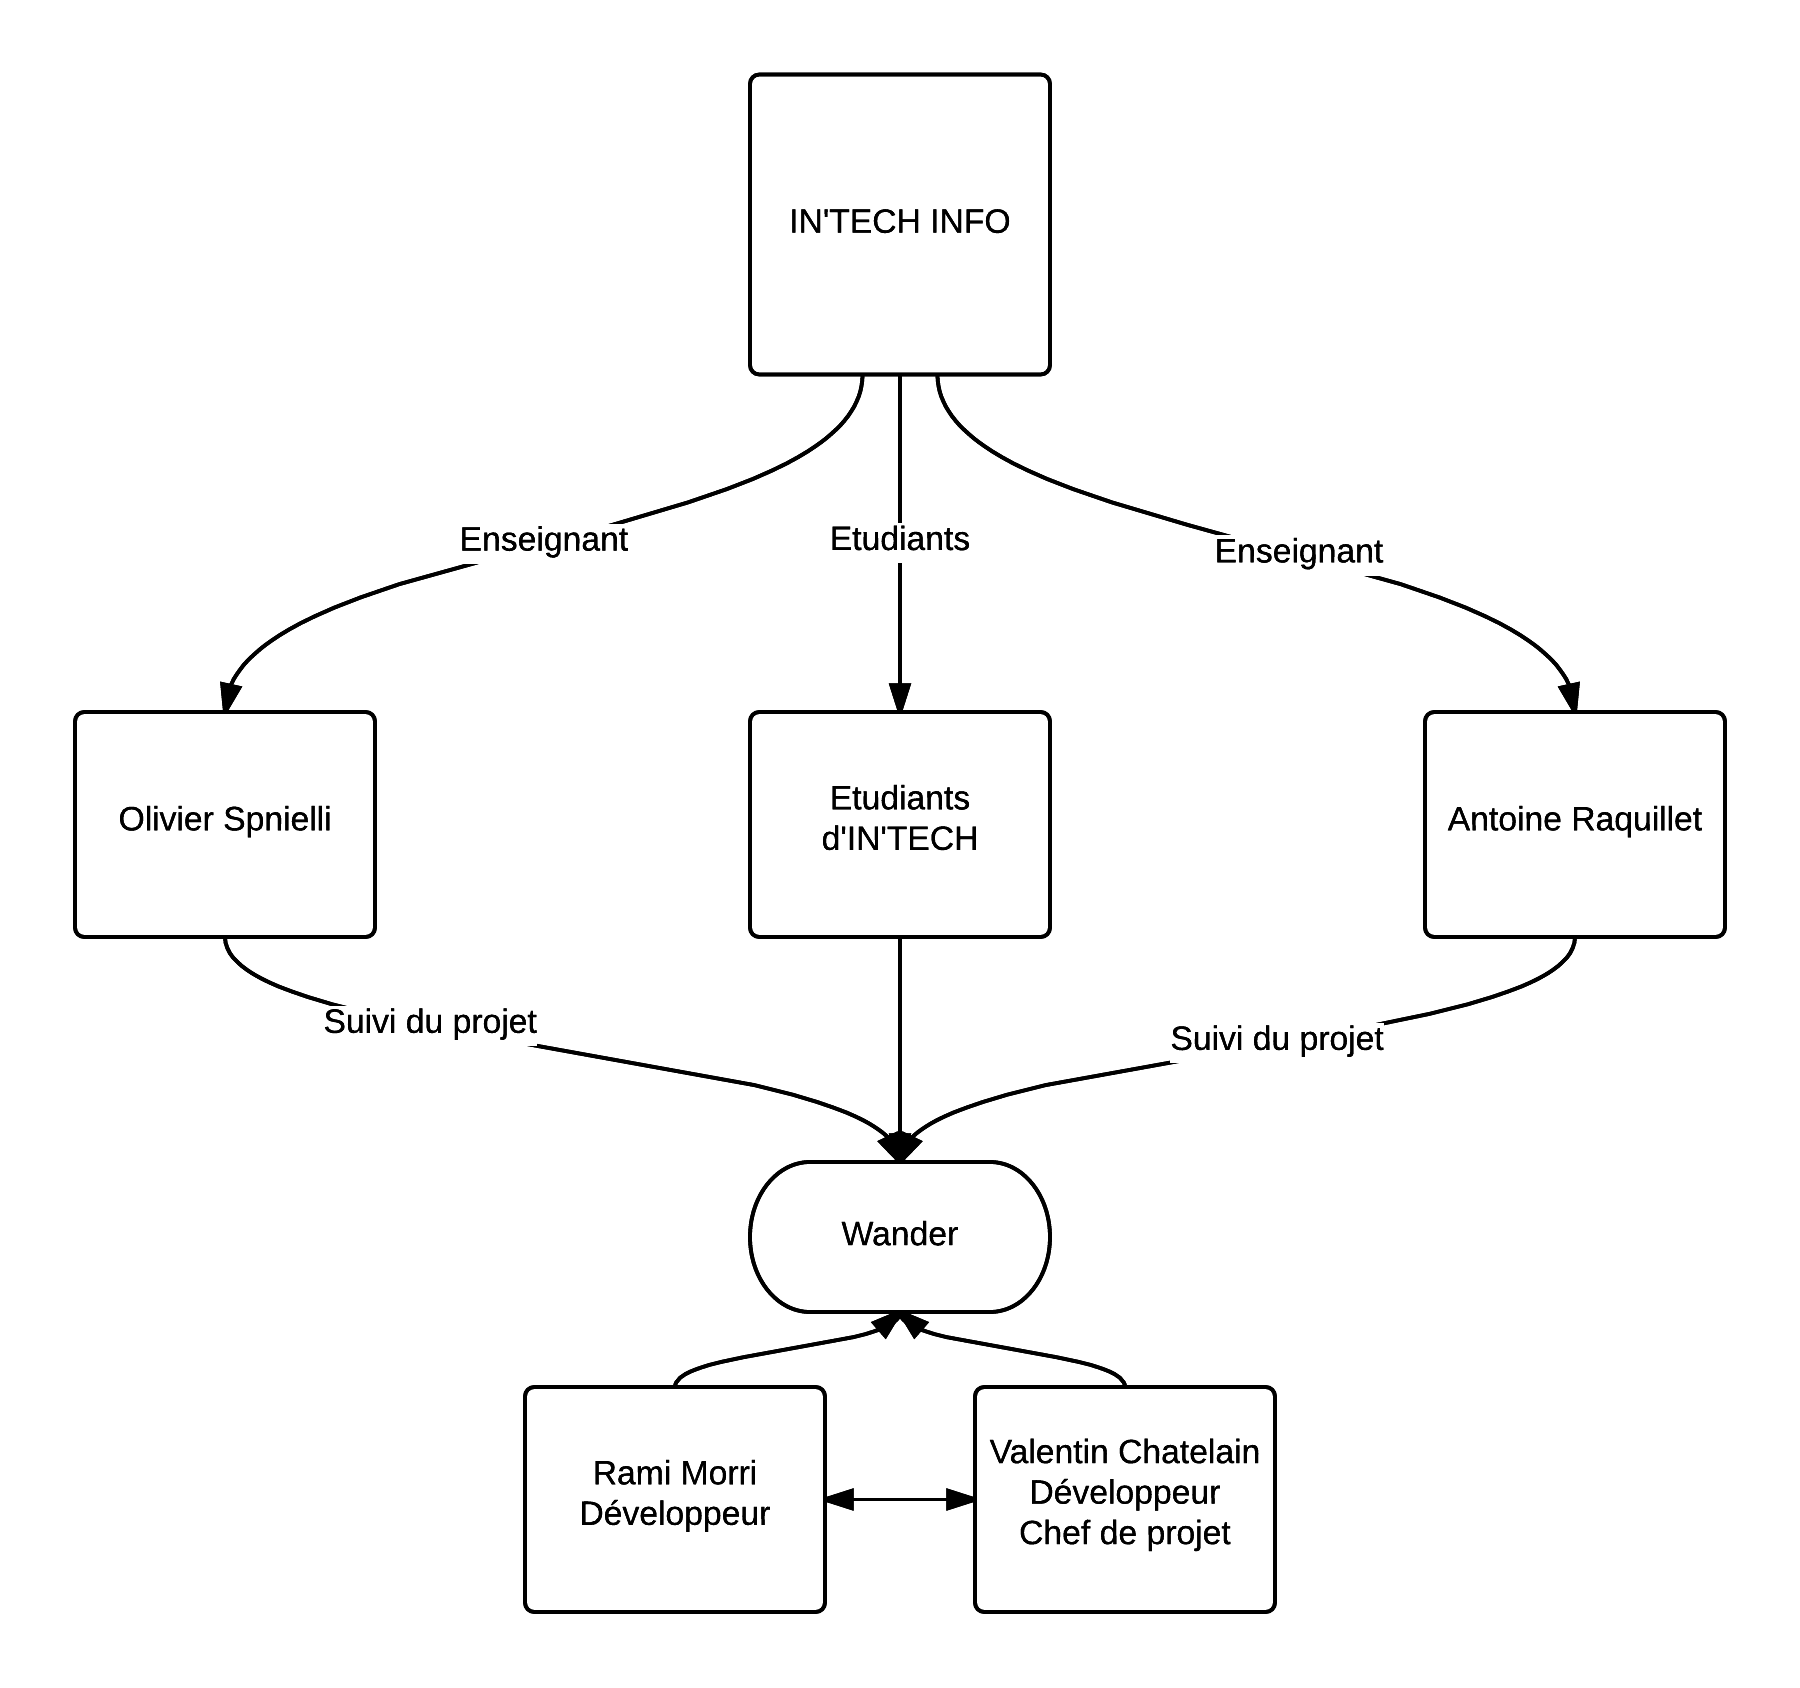 IN'TECH INFO
Enseignant
Etudiants
Enseignant
Olivier Spnielli
Etudiants
d'IN'TECH
Antoine Raquillet
Suivi du projet
Suivi du projet
Wander
Rami Morri
Développeur
Valentin Chatelain
Développeur
Chef de projet